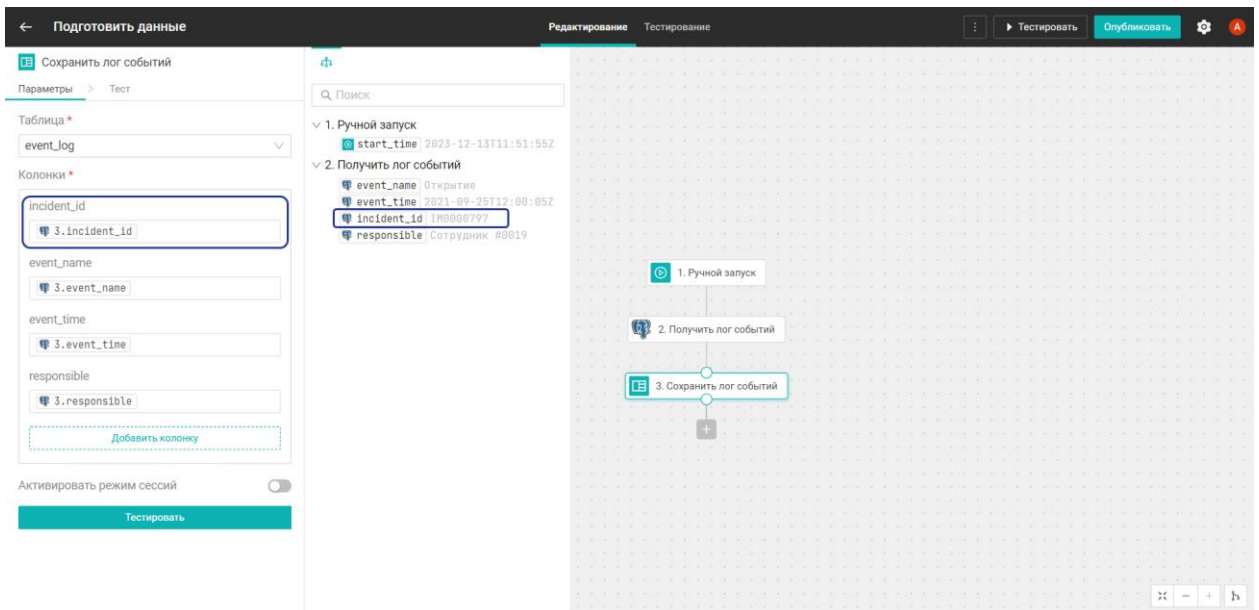 ← Подготовить данные
Редактирование Тестирование
Тестировать Опубликовать A
Сохранить лог событий
Параметры > Тест
Таблица *
event_log
Колонки *
incident_id
3.incident_id
event_name
3.event_name
event_time
3.event_time
responsible
3.responsible
Добавить колонку
Активировать режим сессий
Тестировать
Поиск
1. Ручной запуск
start_time 2023-12-13T11:51:55Z
2. Получить лог событий
event_name Открытие
event_time 2021-09-25T12:00:05Z
incident_id IM0000797
responsible Сотрудник #0019
1. Ручной запуск
2. Получить лог событий
3. Сохранить лог событий